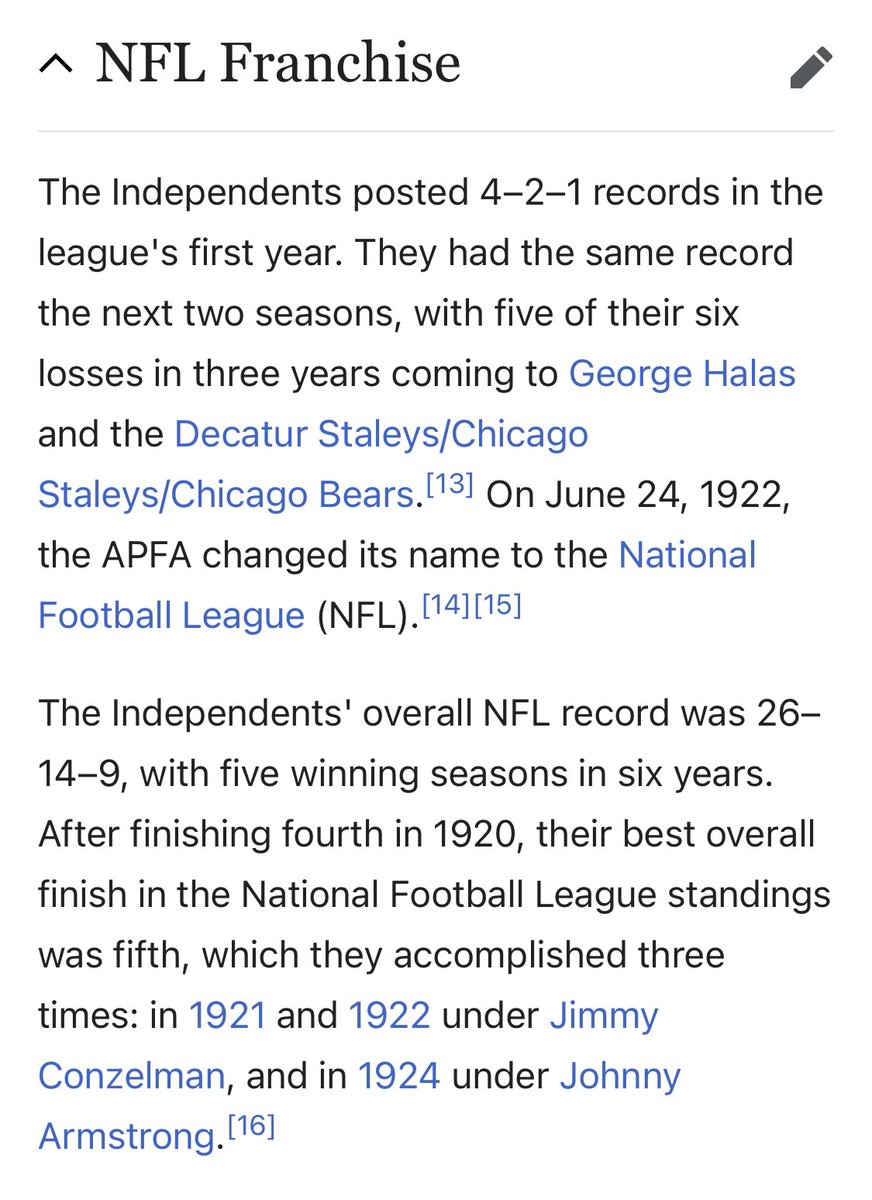 NFL Franchise
The Independents posted 4–2–1 records in the
league's first year. They had the same record
the next two seasons, with five of their six
losses in three years coming to George Halas
and the Decatur Staleys/Chicago
Staleys/Chicago Bears.[13] On June 24, 1922,
the APFA changed its name to the National
Football League (NFL).[14][15]
The Independents' overall NFL record was 26–
14–9, with five winning seasons in six years.
After finishing fourth in 1920, their best overall
finish in the National Football League standings
was fifth, which they accomplished three
times: in 1921 and 1922 under Jimmy
Conzelman, and in 1924 under Johnny
Armstrong.[16]